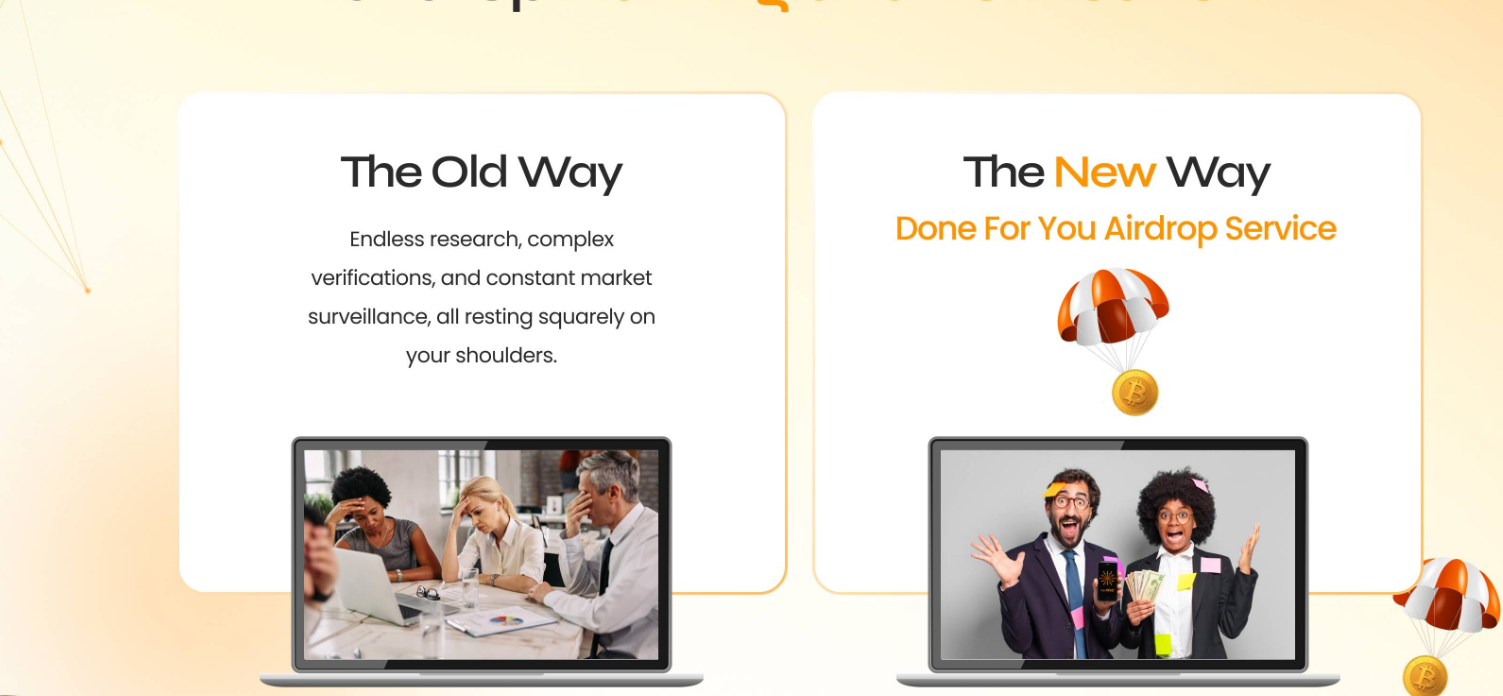 The Old Way
Endless research, complex
verifications, and constant market
surveillance, all resting squarely on
your shoulders.
The New Way
Done For You Airdrop Service